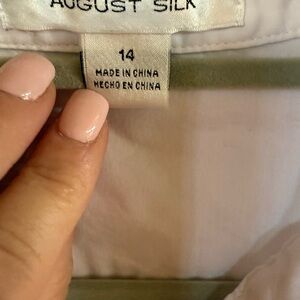 AUGUST SILK
14
MADE IN CHINA
HECHO EN CHINA